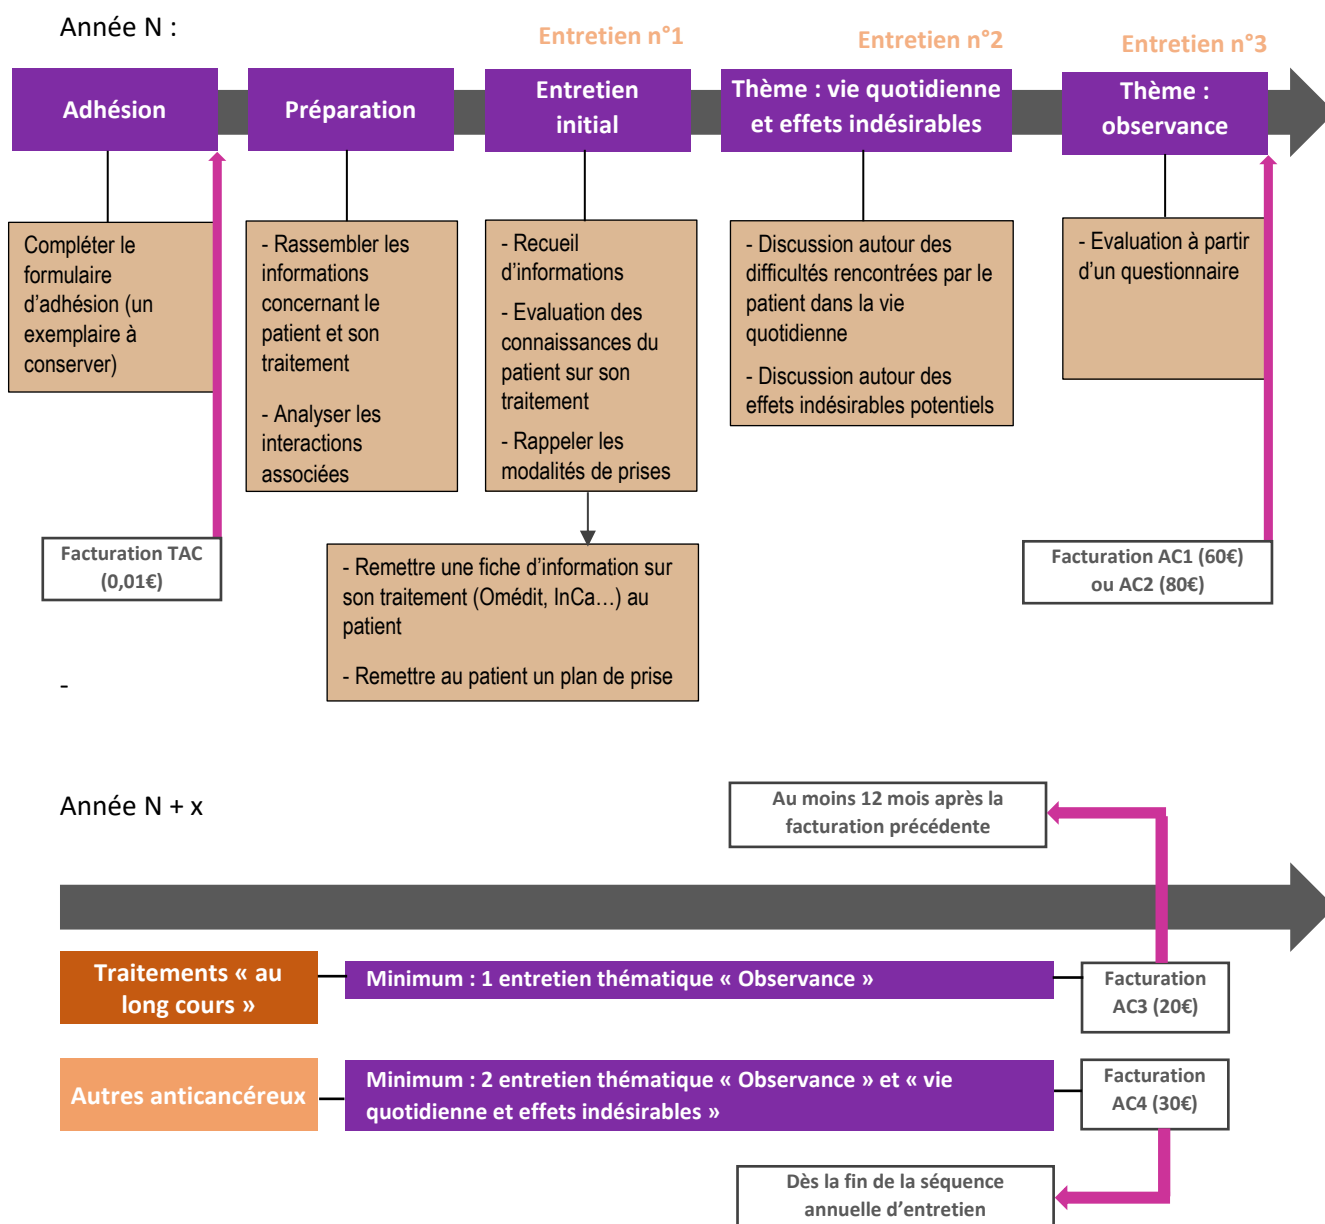 Année N :
Entretien n°1
Entretien n°2
Entretien n°3
Adhésion
Préparation
Entretien
initial
Thème : vie quotidienne
et effets indésirables
Thème :
observance
Compléter le
formulaire
d’adhésion (un
exemplaire à
conserver)
- Rassembler les
informations
concernant le
patient et son
traitement
- Analyser les
interactions
associées
- Recueil
d’informations
- Evaluation des
connaissances du
patient sur son
traitement
- Rappeler les
modalités de prises
- Discussion autour des
difficultés rencontrées par le
patient dans la vie
quotidienne
- Discussion autour des
effets indésirables potentiels
- Evaluation à partir
d’un questionnaire
Facturation TAC
(0,01€)
- Remettre une fiche d’information sur
son traitement (Omédit, InCa…) au
patient
- Remettre au patient un plan de prise
Facturation AC1 (60€)
ou AC2 (80€)
-
Année N + x
Au moins 12 mois après la
facturation précédente
Traitements « au
long cours »
Minimum : 1 entretien thématique « Observance »
Facturation
AC3 (20€)
Autres anticancéreux
Minimum : 2 entretien thématique « Observance » et « vie
quotidienne et effets indésirables »
Facturation
AC4 (30€)
Dès la fin de la séquence
annuelle d’entretien